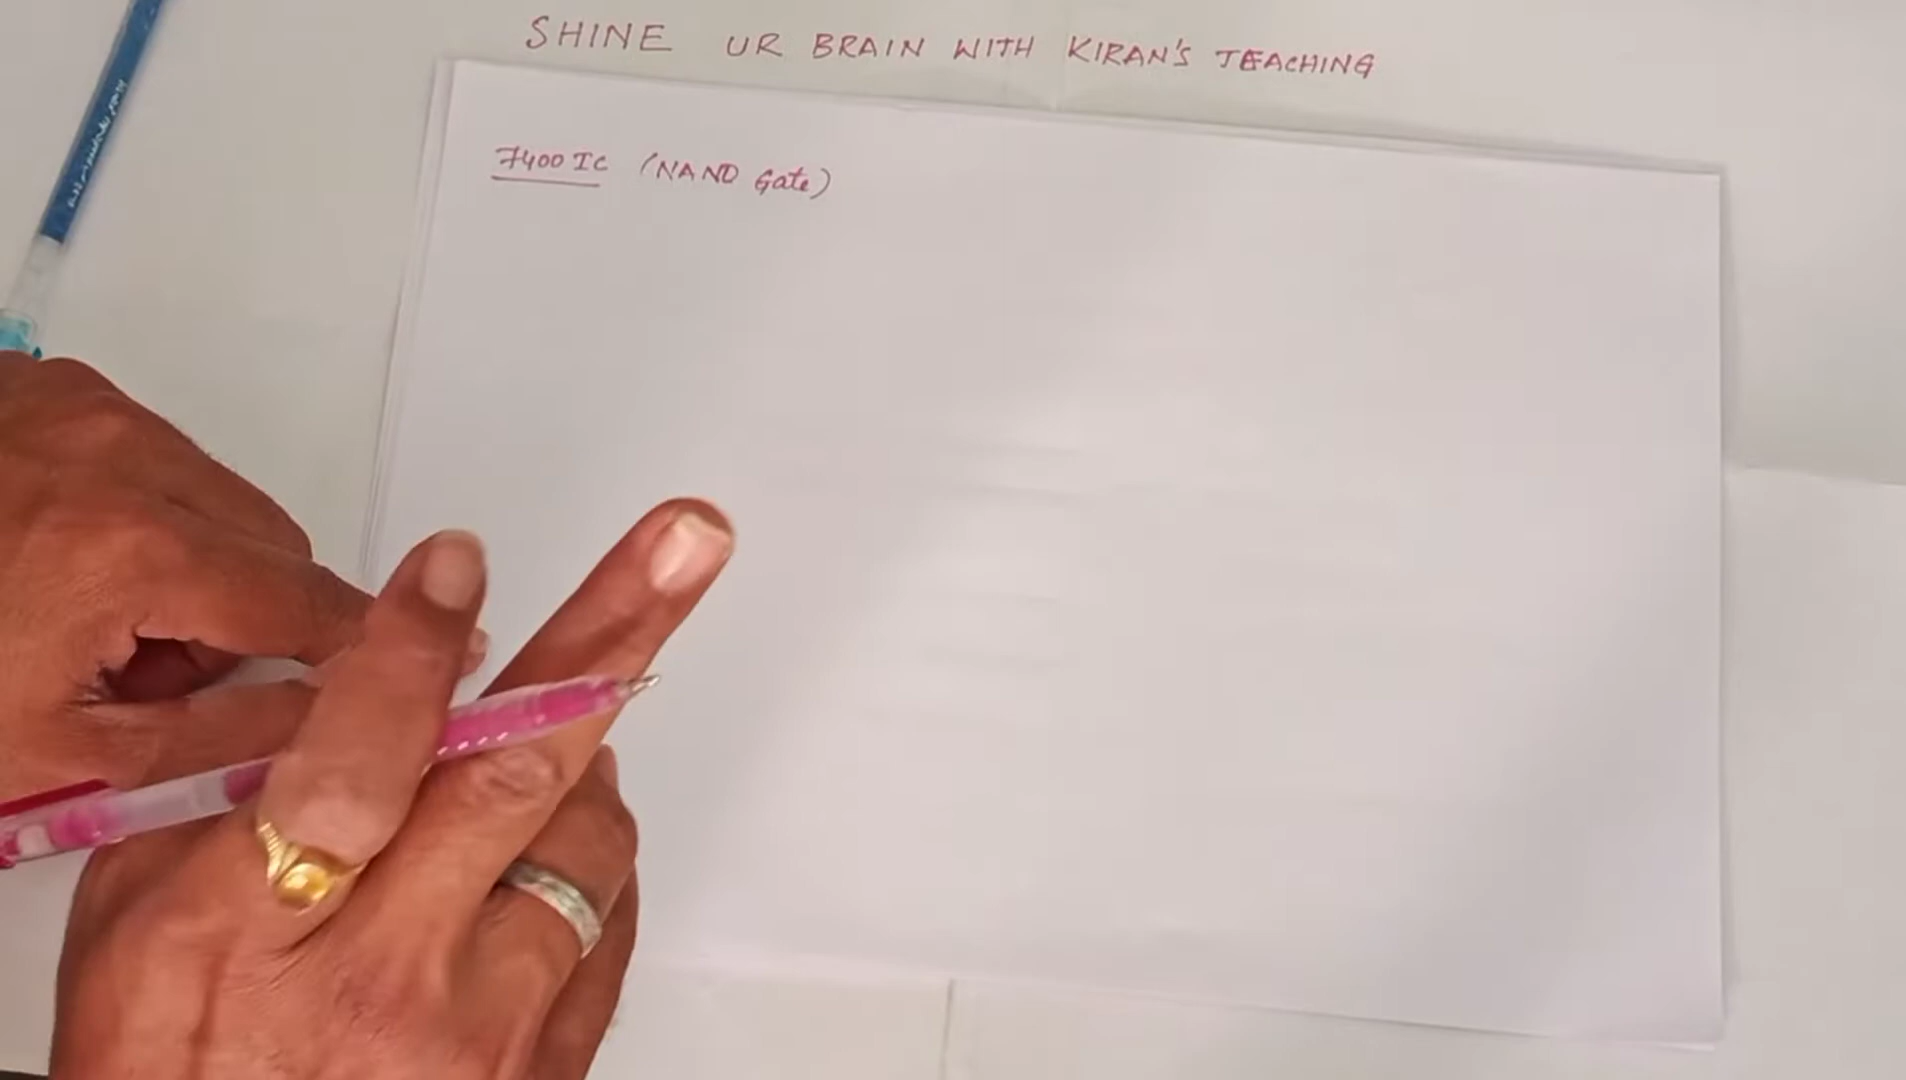 SHINE UR BRAIN WITH KIRAN'S TEACHING
7400 IC (NAND Gate)